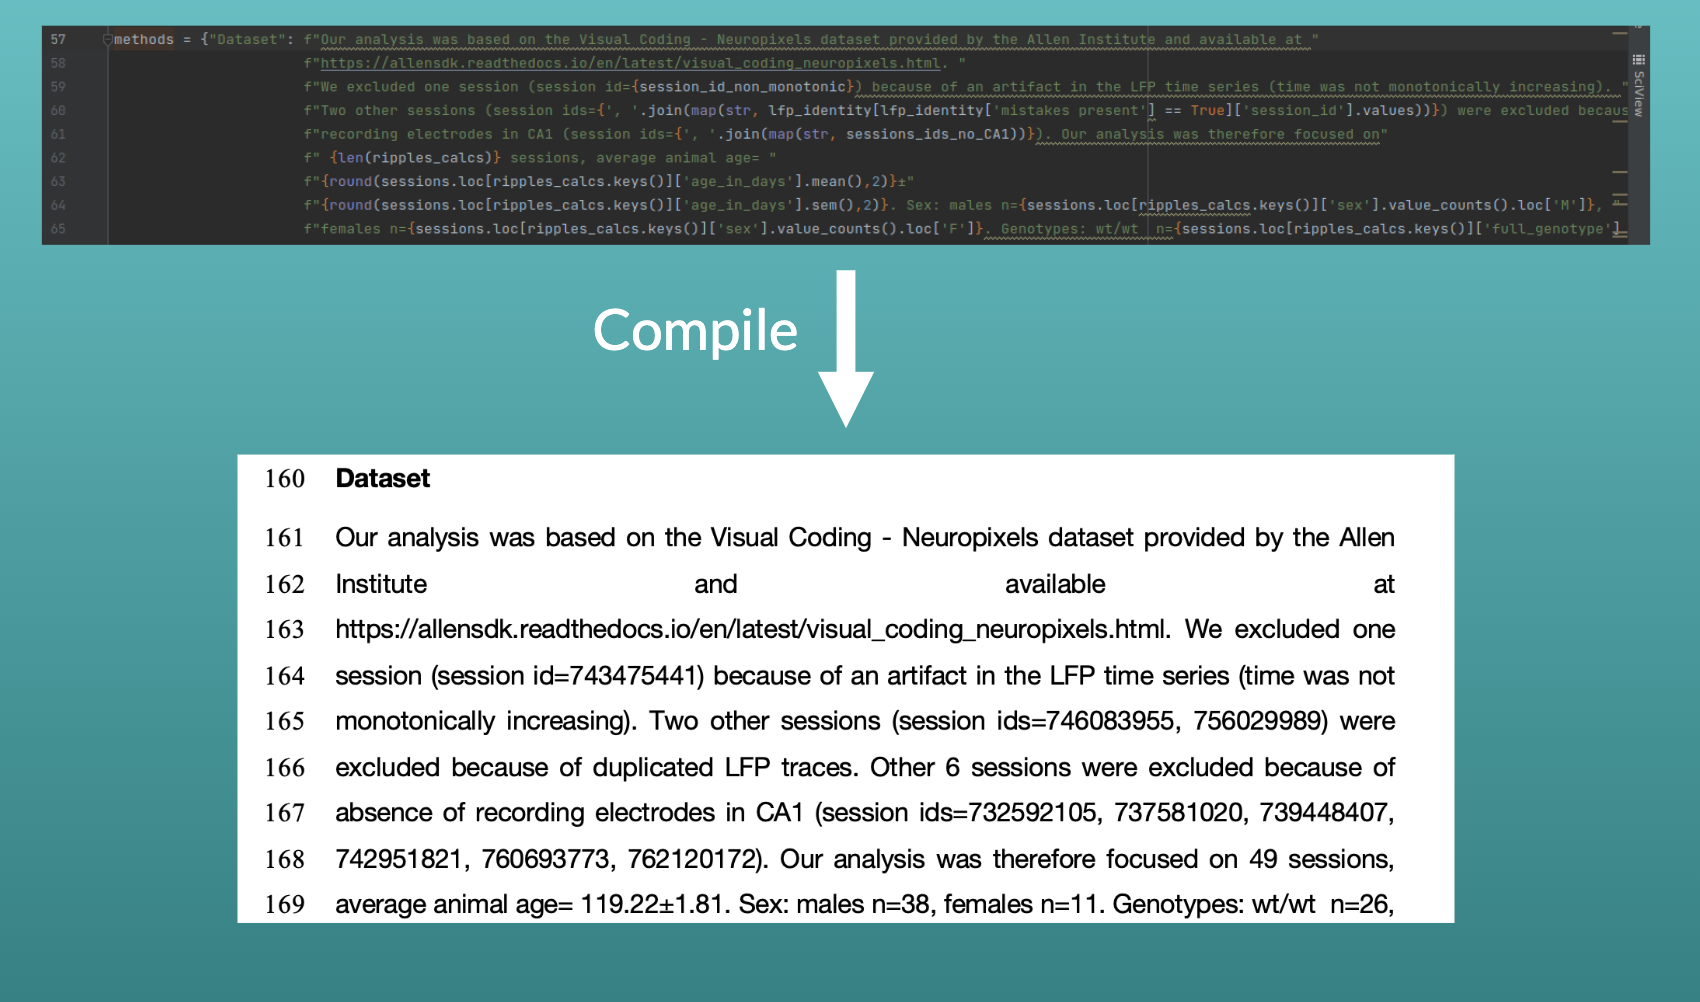 57 methods = {"Dataset": f"Our analysis was based on the Visual Coding - Neuropixels dataset provided by the Allen Institute and available at "
58 f"https://allensdk.readthedocs.io/en/latest/visual_coding_neuropixels.html. "
59 f"We excluded one session (session id={session_id_non_monotonic}) because of an artifact in the LFP time series (time was not monotonically increasing). "
60 f"Two other sessions (session ids={', '.join(map(str, lfp_identity[lfp_identity['mistakes present'] == True]['session_id'].values))}) were excluded becaus
61 f"recording electrodes in CA1 (session ids={', '.join(map(str, sessions_ids_no_CA1))}). Our analysis was therefore focused on"
62 f" {len(ripples_calcs)} sessions, average animal age= "
63 f"{round(sessions.loc[ripples_calcs.keys()]['age_in_days'].mean(),2)}±"
64 f"{round(sessions.loc[ripples_calcs.keys()]['age_in_days'].sem(),2)}. Sex: males n={sessions.loc[ripples_calcs.keys()]['sex'].value_counts().loc['M']}, "
65 f"females n={sessions.loc[ripples_calcs.keys()]['sex'].value_counts().loc['F']}. Genotypes: wt/wt  n={sessions.loc[ripples_calcs.keys()]['full_genotype']
SciView
Compile
160 Dataset
161 Our analysis was based on the Visual Coding - Neuropixels dataset provided by the Allen
162 Institute and available at
163 https://allensdk.readthedocs.io/en/latest/visual_coding_neuropixels.html. We excluded one
164 session (session id=743475441) because of an artifact in the LFP time series (time was not
165 monotonically increasing). Two other sessions (session ids=746083955, 756029989) were
166 excluded because of duplicated LFP traces. Other 6 sessions were excluded because of
167 absence of recording electrodes in CA1 (session ids=732592105, 737581020, 739448407,
168 742951821, 760693773, 762120172). Our analysis was therefore focused on 49 sessions,
169 average animal age= 119.22±1.81. Sex: males n=38, females n=11. Genotypes: wt/wt  n=26,